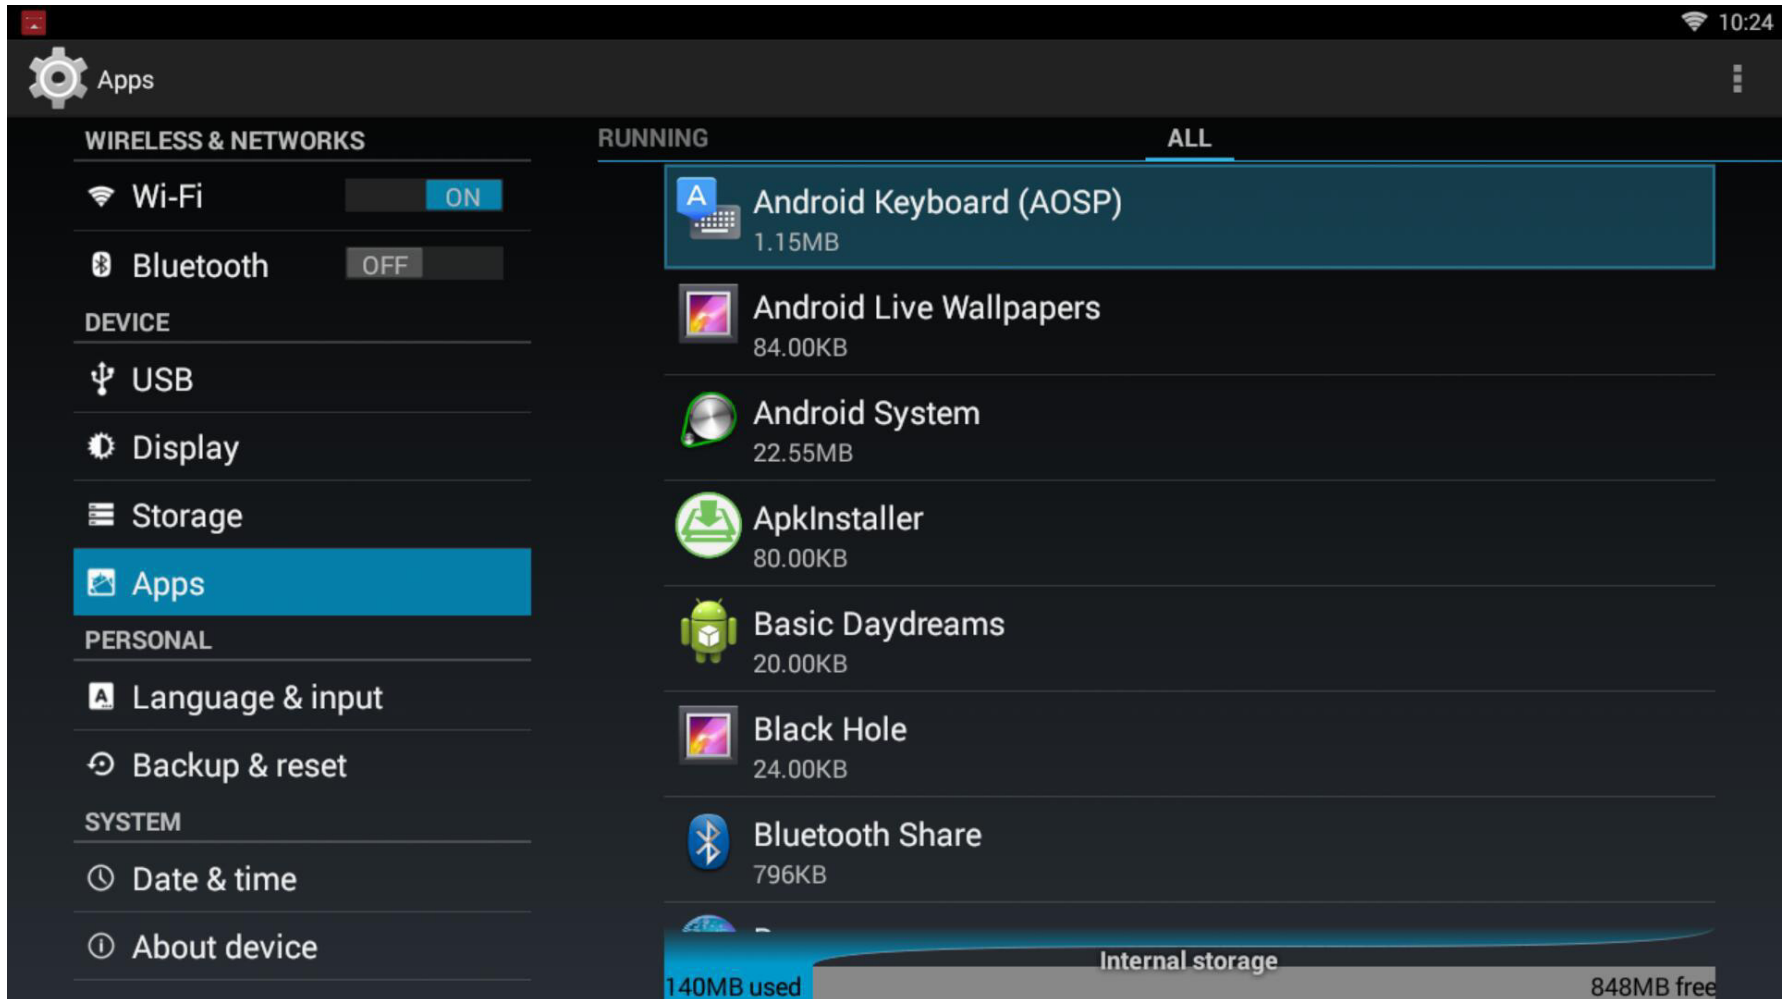 10:24
Apps
WIRELESS & NETWORKS
Wi-Fi ON
Bluetooth OFF
DEVICE
USB
Display
Storage
Apps
PERSONAL
Language & input
Backup & reset
SYSTEM
Date & time
About device
RUNNING
ALL
Android Keyboard (AOSP)
1.15MB
Android Live Wallpapers
84.00KB
Android System
22.55MB
ApkInstaller
80.00KB
Basic Daydreams
20.00KB
Black Hole
24.00KB
Bluetooth Share
796KB
Internal storage
140MB used
848MB free